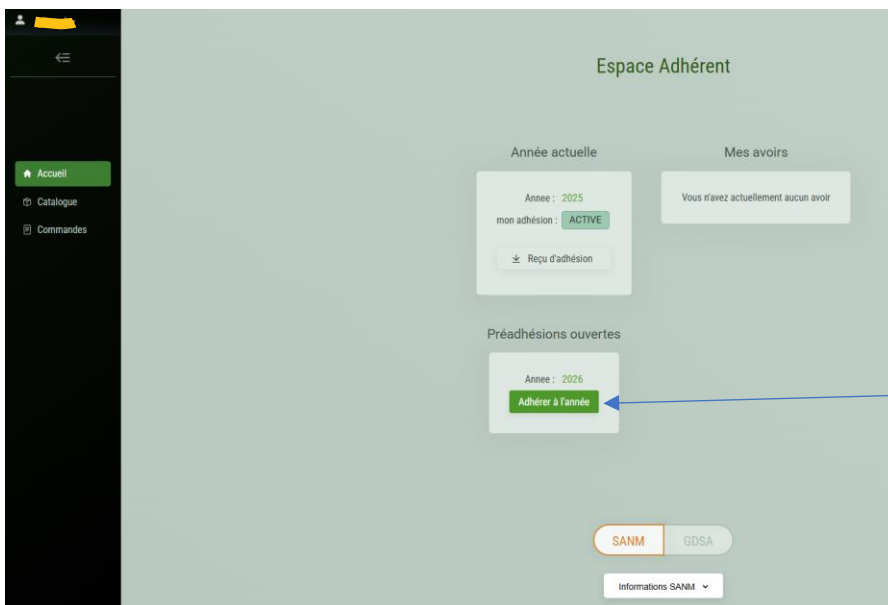 Accueil
Catalogue
Commandes
Espace Adhérent
Année actuelle
Annee : 2025
mon adhésion : ACTIVE
Reçu d'adhésion
Mes avoirs
Vous n'avez actuellement aucun avoir
Préadhésions ouvertes
Annee : 2026
Adhérer à l'année
SANM
GDSA
Informations SANM